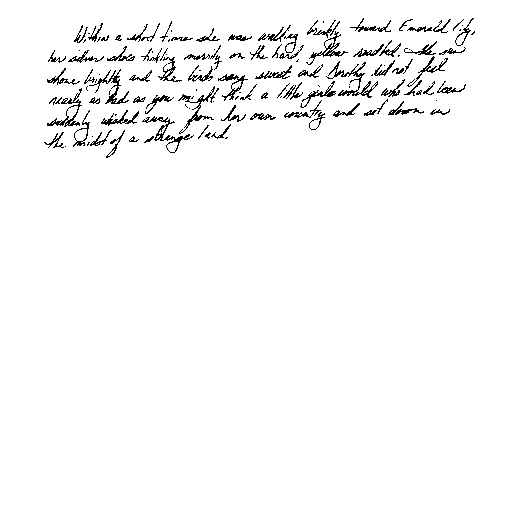 Within a short time she was walking briskly toward Emerald City,
her silver shoes tinkling merrily on the hard, yellow roadbed. The sun
shone brightly and the birds sang sweet and Dorothy did not feel
nearly as bad as you might think a little girl would who had been
suddenly whisked away from her own country and set down in
the midst of a strange land.